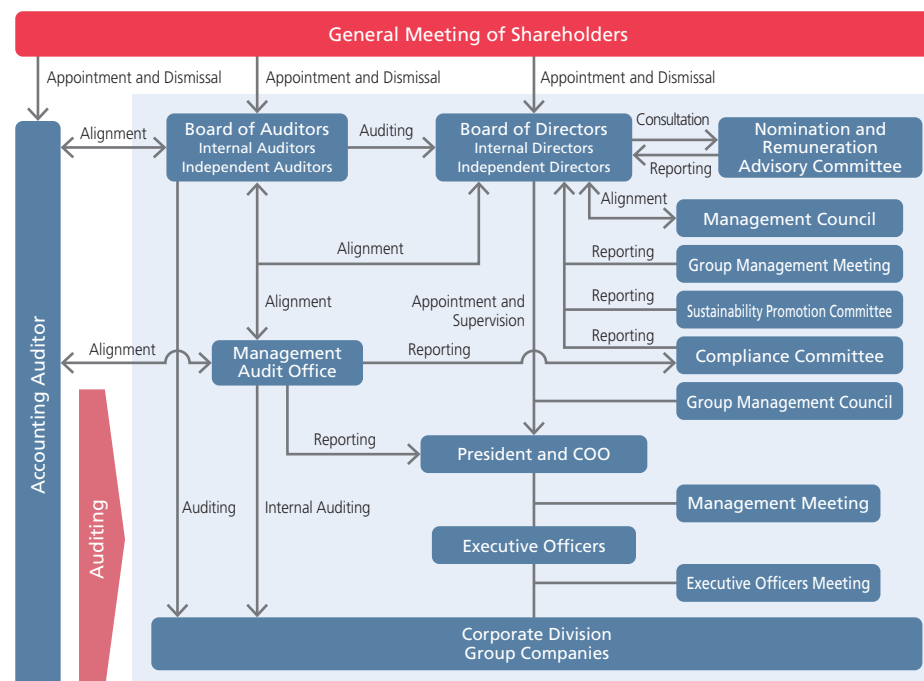 General Meeting of Shareholders
Appointment and Dismissal
Appointment and Dismissal
Appointment and Dismissal
Accounting Auditor
Alignment
Board of Auditors
Internal Auditors
Independent Auditors
Auditing
Board of Directors
Internal Directors
Independent Directors
Consultation
Reporting
Nomination and
Remuneration
Advisory Committee
Alignment
Management Council
Alignment
Reporting
Group Management Meeting
Alignment
Appointment and
Supervision
Reporting
Sustainability Promotion Committee
Alignment
Management
Audit Office
Reporting
Reporting
Compliance Committee
Group Management Council
Reporting
President and COO
Auditing
Auditing
Internal Auditing
Management Meeting
Executive Officers
Executive Officers Meeting
Corporate Division
Group Companies